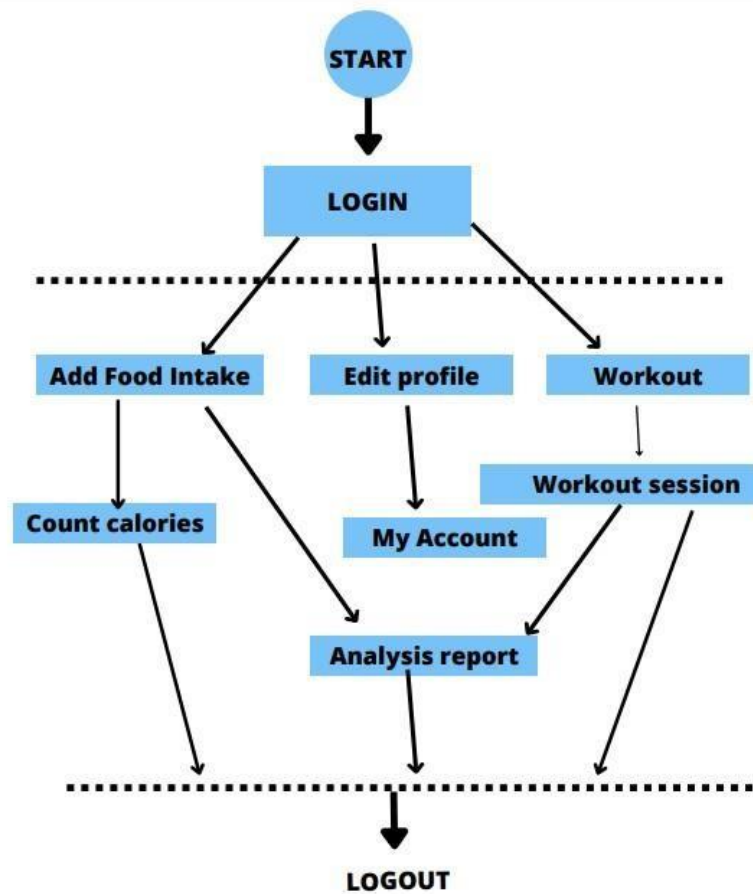 START
LOGIN
Add Food Intake
Edit profile
Workout
Workout session
Count calories
My Account
Analysis report
LOGOUT